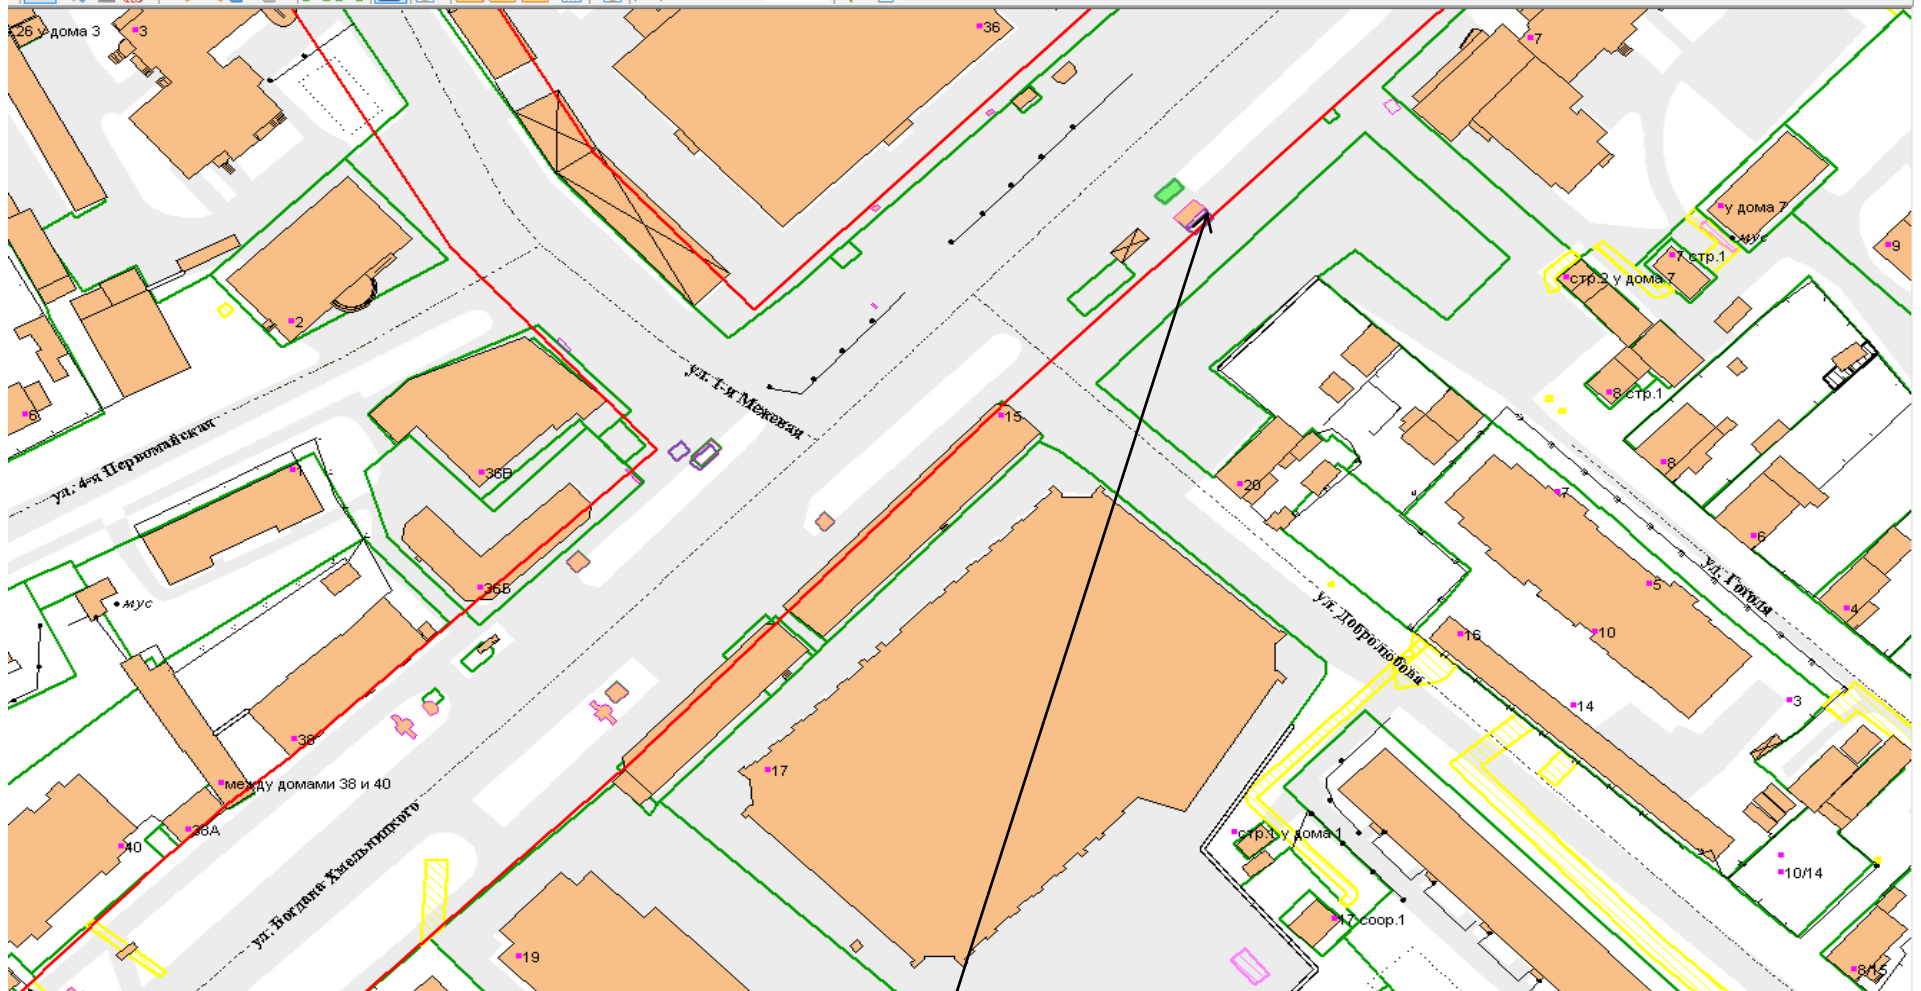 26 у дома 3
3
36
7
у дома 7
мус
9
7 стр.1
стр.2 у дома 7
2
6
ул. 1-я Межевая
8 стр.1
15
ул. 4-я Первомайская
1
36В
8
20
7
6
ул. Гоголя
5
36Б
мус
ул. Добролюбова
4
16
10
3
14
38
17
между домами 38 и 40
38А
40
стр.1 у дома 1
10/14
ул. Богдана Хмельницкого
17 соор.1
19
8/15